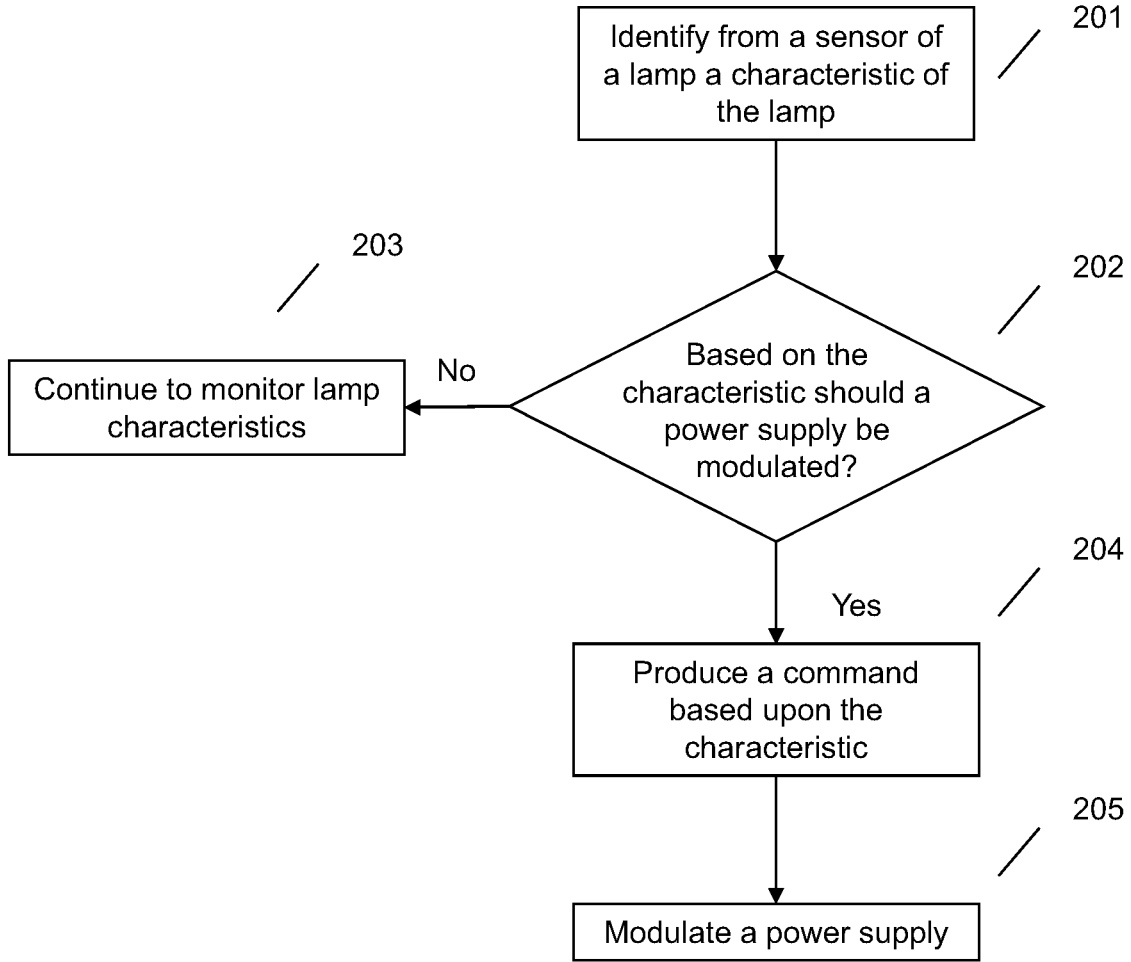 201
Identify from a sensor of
a lamp a characteristic of
the lamp
202
Based on the
characteristic should a
power supply be
modulated?
No
203
Continue to monitor lamp
characteristics
Yes
204
Produce a command
based upon the
characteristic
205
Modulate a power supply